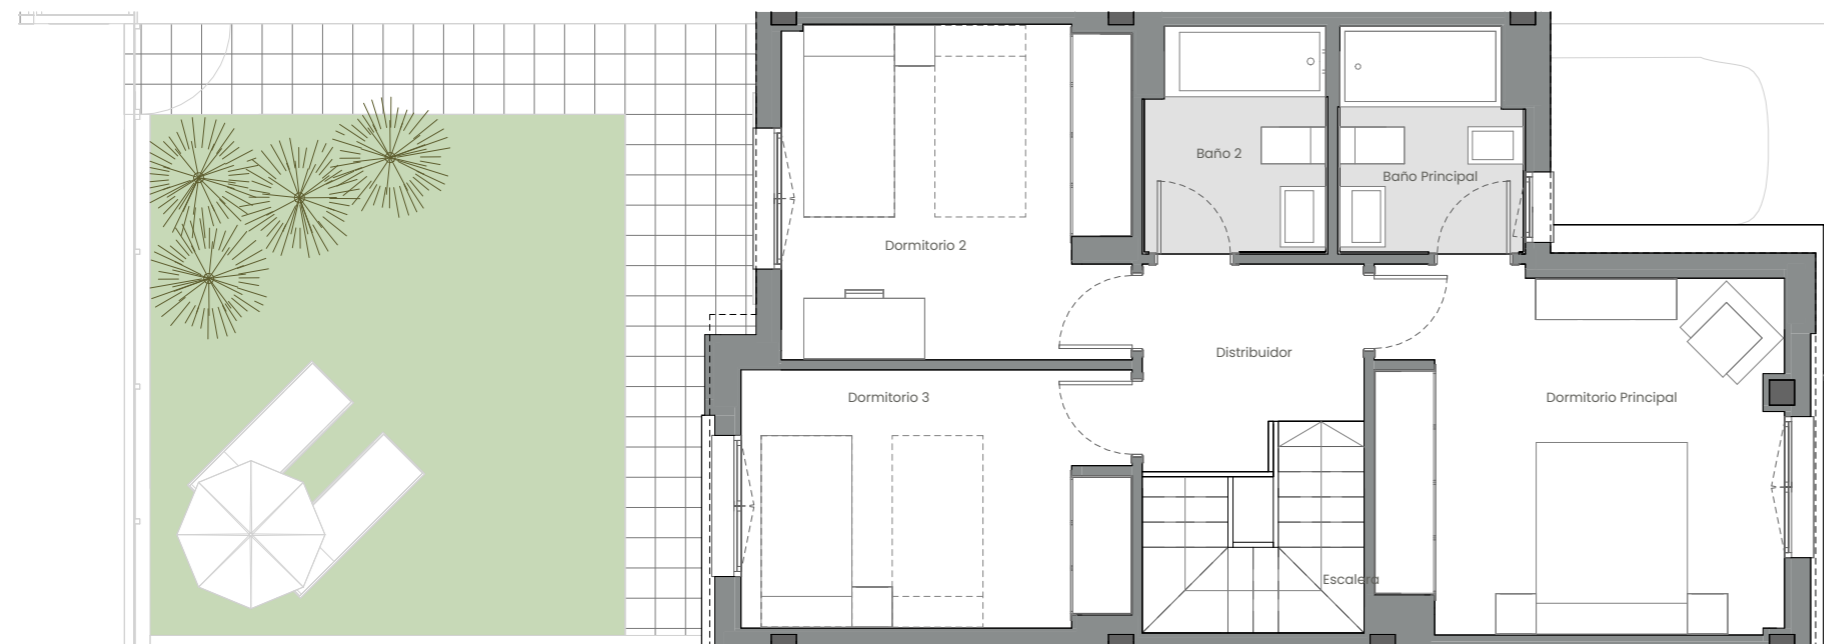 Baño 2
Baño Principal
Dormitorio 2
Distribuidor
Dormitorio 3
Dormitorio Principal
Escalera